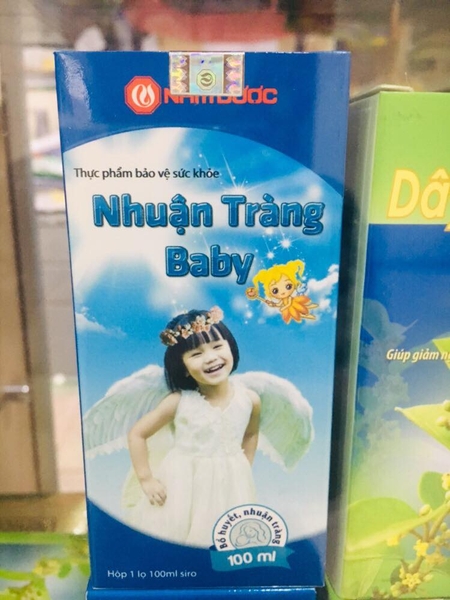 NAM DƯỢC
Thực phẩm bảo vệ sức khỏe
Nhuận Tràng
Baby
Bổ huyết, nhuận tràng
100 ml
Hộp 1 lọ 100ml siro
Giúp giảm